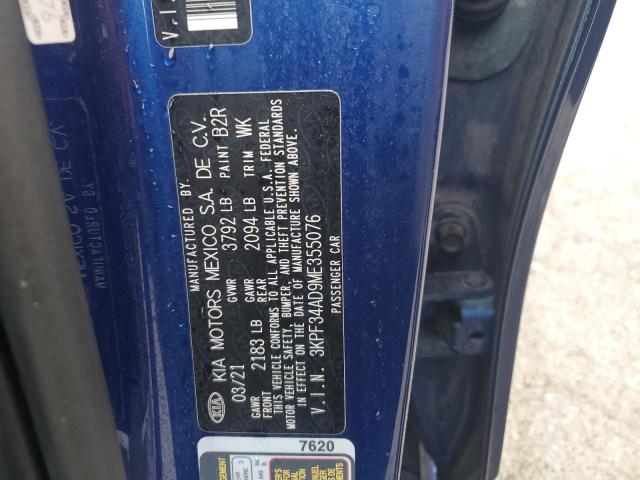 V.I.
MANUFACTURED BY
KIA KIA MOTORS MEXICO S.A. DE C.V.
03/21 GVWR 3792 LB PAINT B2R
GAWR FRONT 2183 LB GAWR REAR 2094 LB TRIM WK
THIS VEHICLE CONFORMS TO ALL APPLICABLE U.S.A. FEDERAL
MOTOR VEHICLE SAFETY, BUMPER, AND THEFT PREVENTION STANDARDS
IN EFFECT ON THE DATE OF MANUFACTURE SHOWN ABOVE.
V.I.N. 3KPF34AD9ME355076
PASSENGER CAR
7620